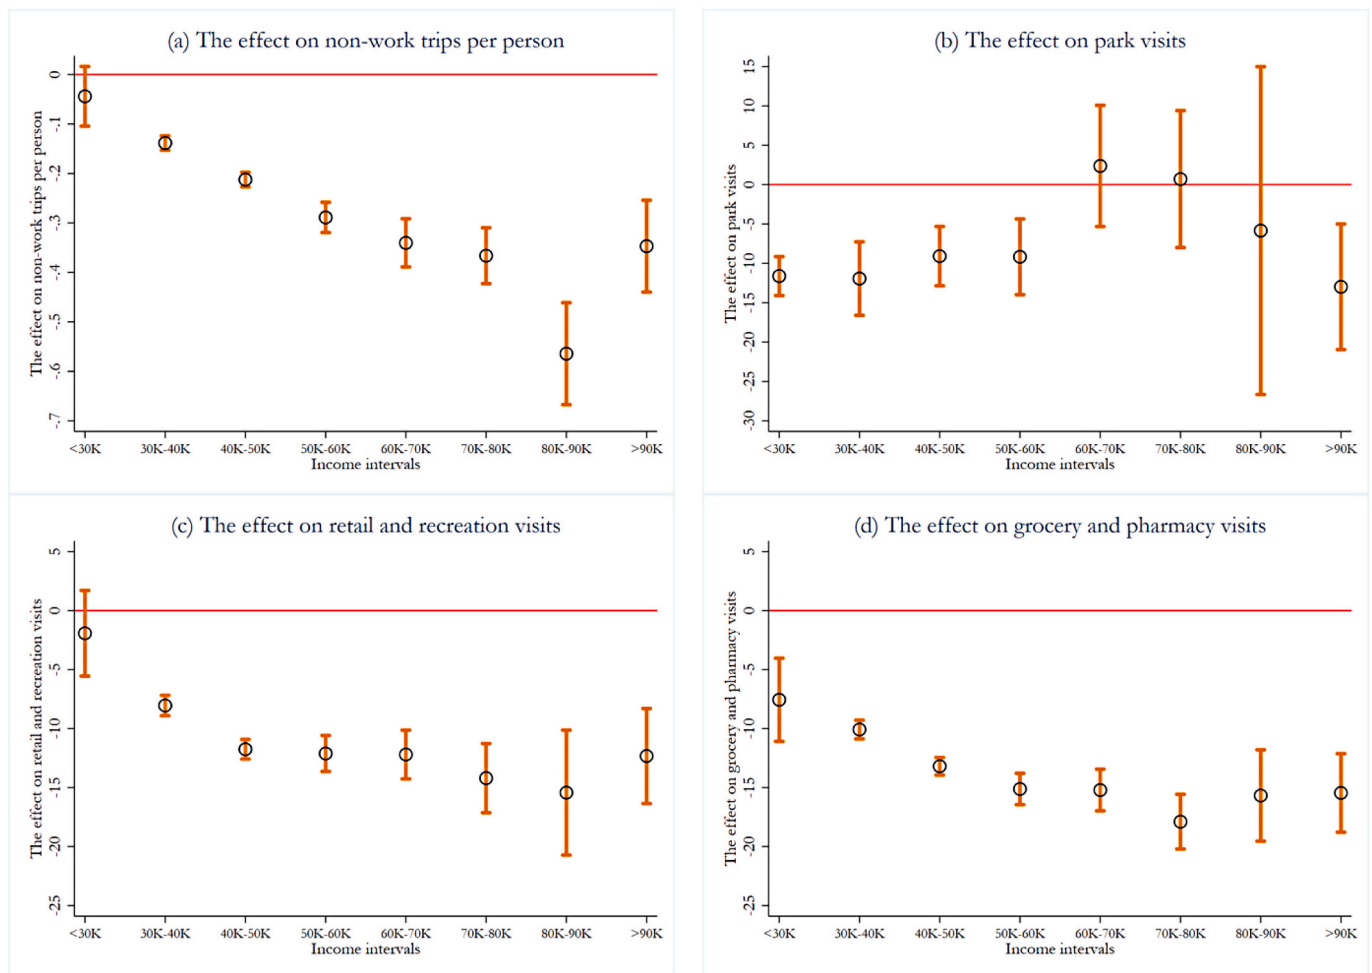 (a) The effect on non-work trips per person
The effect on non-work trips per person
0
-.1
-.2
-.3
-.4
-.5
-.6
-.7
<30K 30K-40K 40K-50K 50K-60K 60K-70K 70K-80K 80K-90K >90K
Income intervals
(b) The effect on park visits
The effect on park visits
15
10
5
0
-5
-10
-15
-20
-25
-30
<30K 30K-40K 40K-50K 50K-60K 60K-70K 70K-80K 80K-90K >90K
Income intervals
(c) The effect on retail and recreation visits
The effect on retail and recreation visits
5
0
-5
-10
-15
-20
-25
<30K 30K-40K 40K-50K 50K-60K 60K-70K 70K-80K 80K-90K >90K
Income intervals
(d) The effect on grocery and pharmacy visits
The effect on grocery and pharmacy visits
5
0
-5
-10
-15
-20
-25
<30K 30K-40K 40K-50K 50K-60K 60K-70K 70K-80K 80K-90K >90K
Income intervals